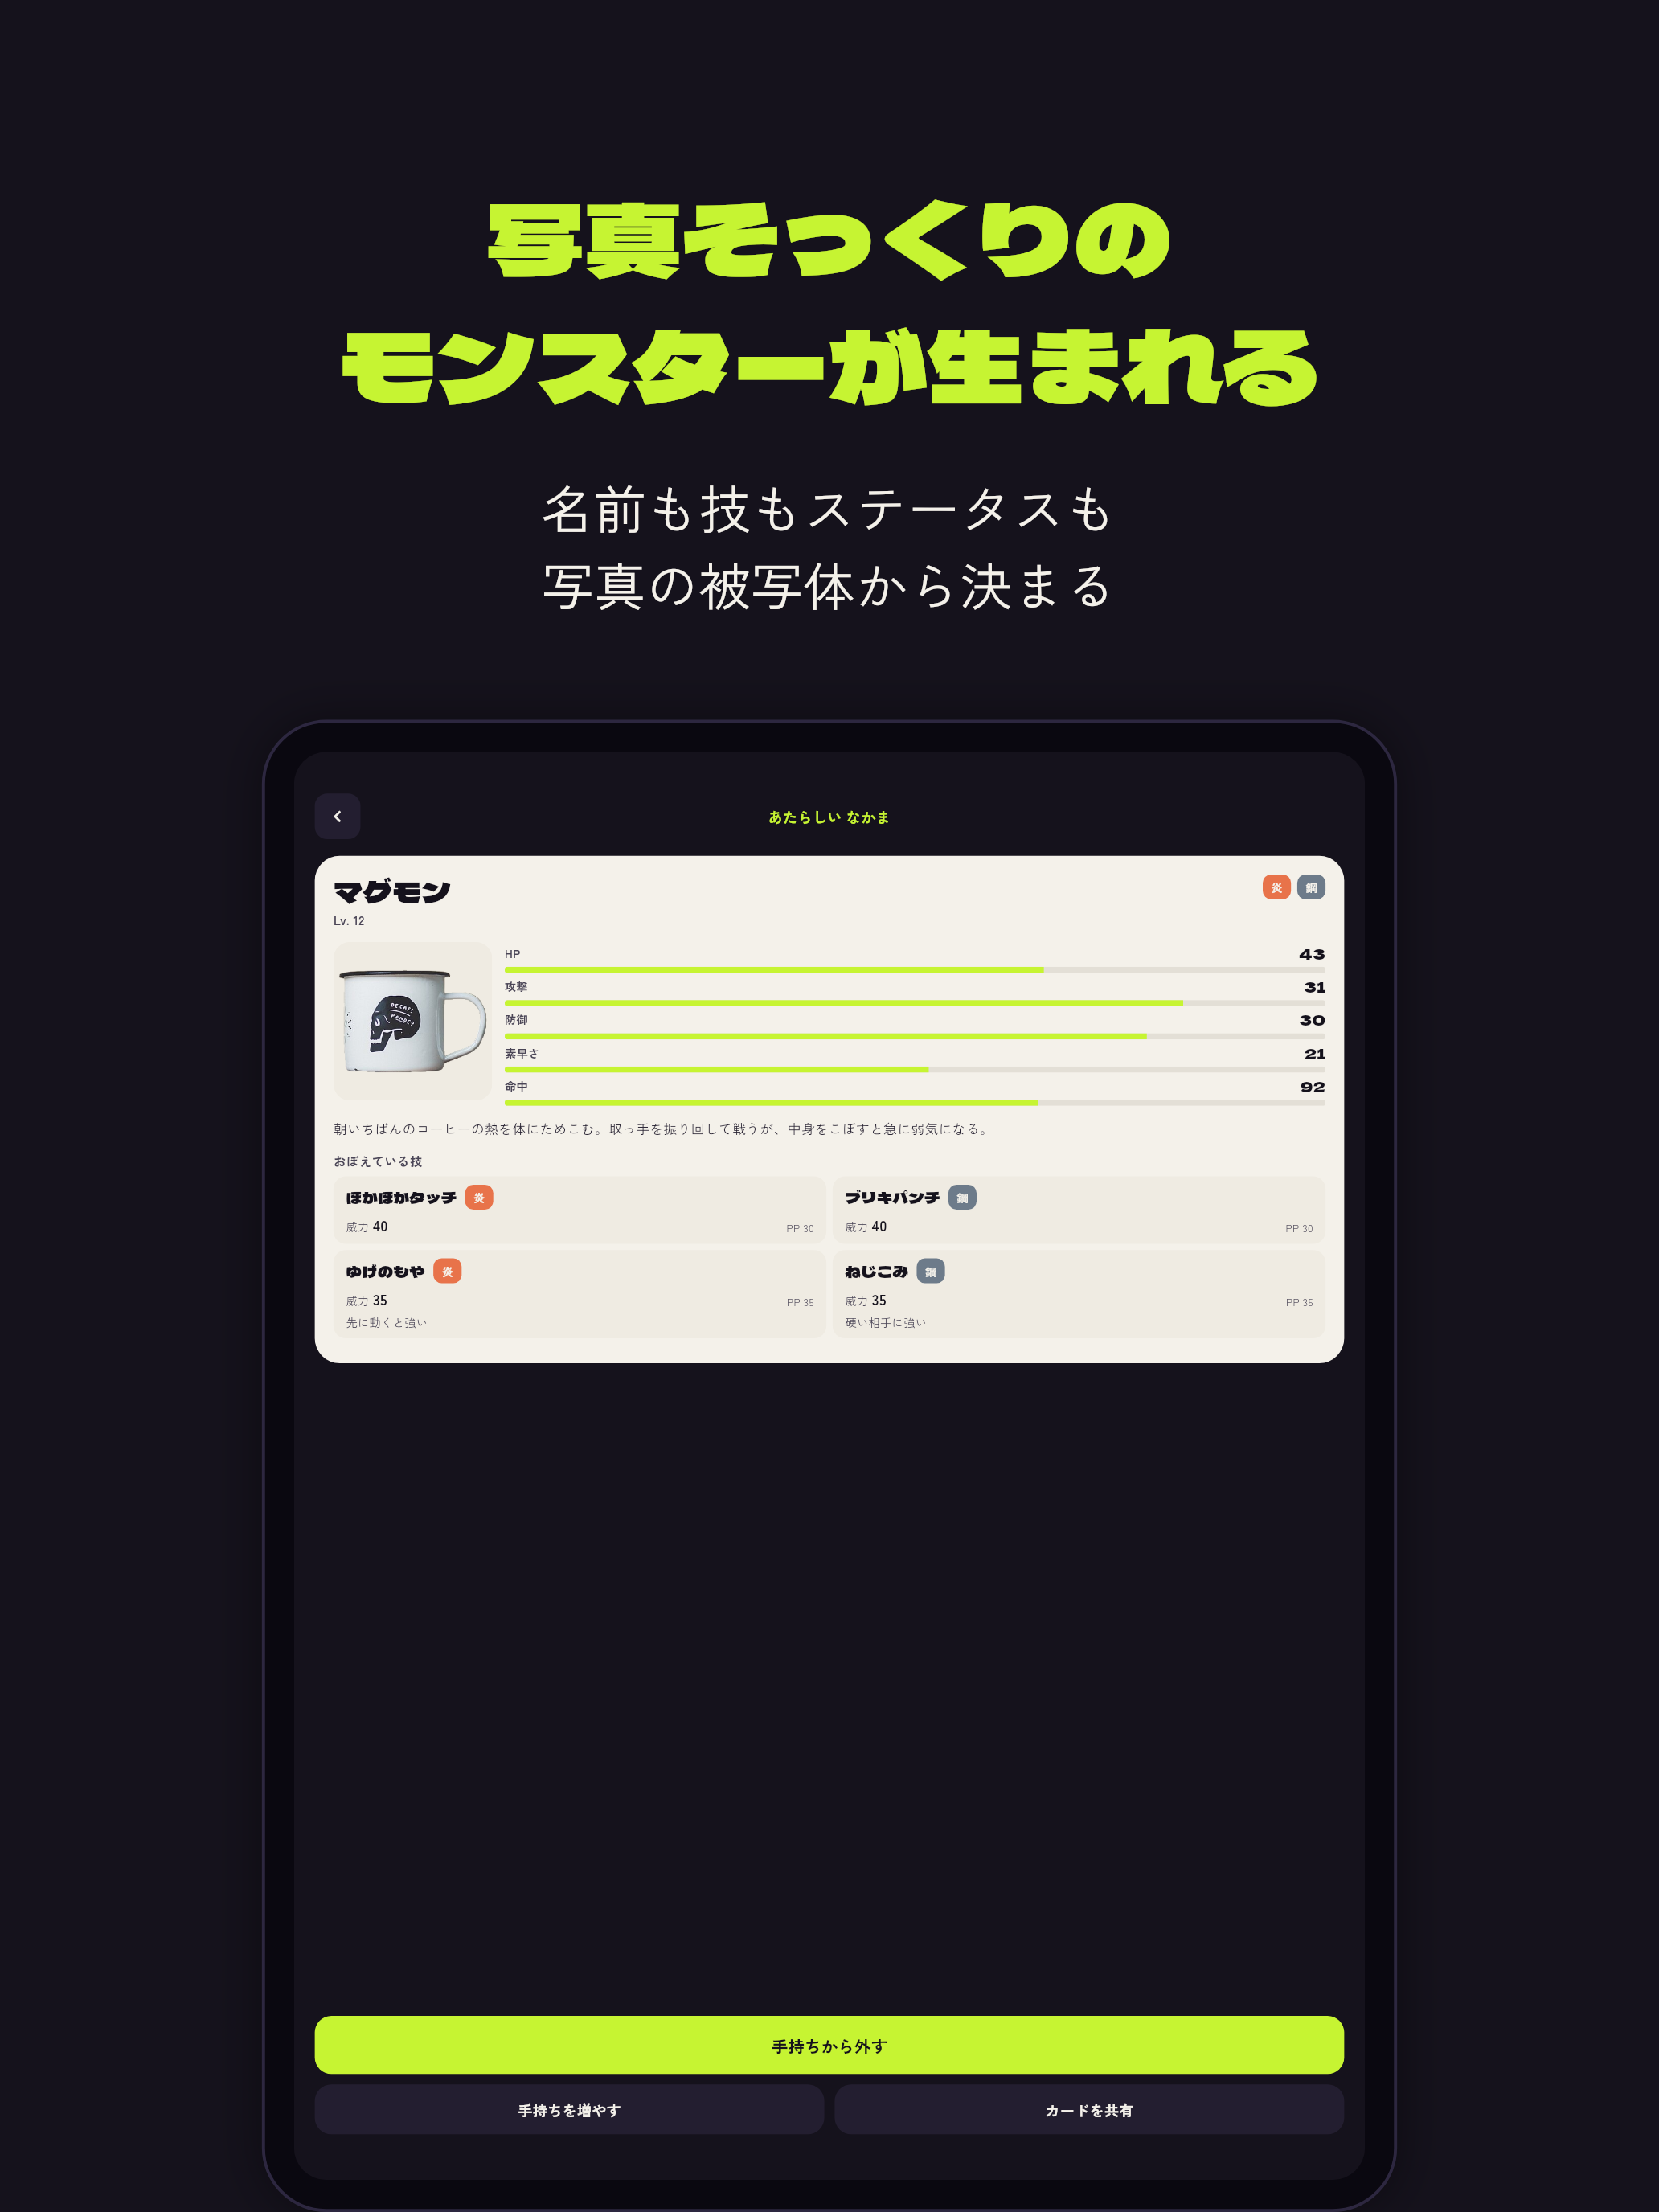 写真そっくりの
モンスターが生まれる
名前も技もステータスも
写真の被写体から決まる
あたらしい なかま
マグモン
炎 鋼
Lv. 12
DECAF?
HP 43
攻撃 31
防御 30
素早さ 21
命中 92
朝いちばんのコーヒーの熱を体にためこむ。取っ手を振り回して戦うが、中身をこぼすと急に弱気になる。
おぼえている技
ほかほかタッチ 炎
威力 40 PP 30
ブリキパンチ 鋼
威力 40 PP 30
ゆげのもや 炎
威力 35 PP 35
先に動くと強い
ねじこみ 鋼
威力 35 PP 35
硬い相手に強い
手持ちから外す
手持ちを増やす
カードを共有